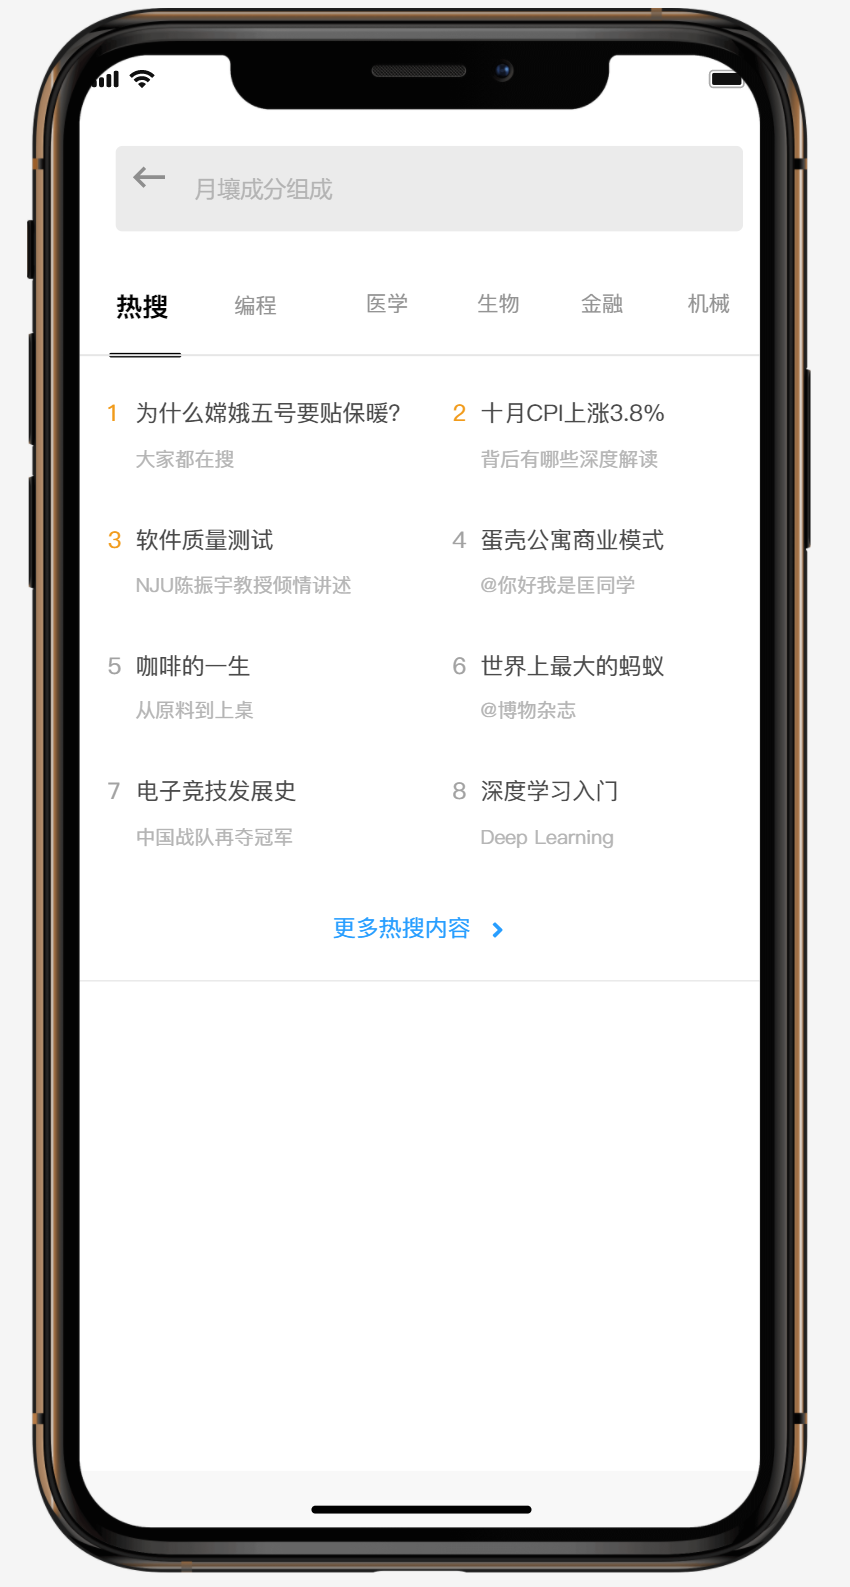 月壤成分组成
热搜 编程 医学 生物 金融 机械
1 为什么嫦娥五号要贴保暖?
大家都在搜
2 十月CPI上涨3.8%
背后有哪些深度解读
3 软件质量测试
NJU陈振宇教授倾情讲述
4 蛋壳公寓商业模式
@你好我是匡同学
5 咖啡的一生
从原料到上桌
6 世界上最大的蚂蚁
@博物杂志
7 电子竞技发展史
中国战队再夺冠军
8 深度学习入门
Deep Learning
更多热搜内容